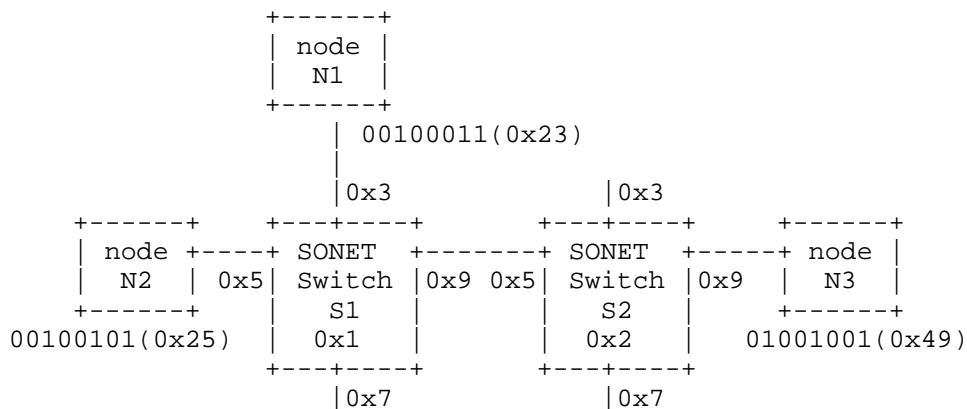 +------+
| node |
| N1 |
+------+
| 00100011(0x23)
|
|0x3 |0x3
+------+ +---+----+ +---+----+ +------+
| node +----+ SONET +-------+ SONET +-----+ node |
| N2 | 0x5| Switch |0x9 0x5| Switch |0x9 | N3 |
+------+ | S1 | | S2 | +------+
00100101(0x25) | 0x1 | | 0x2 | 01001001(0x49)
+---+----+ +---+----+
|0x7 |0x7